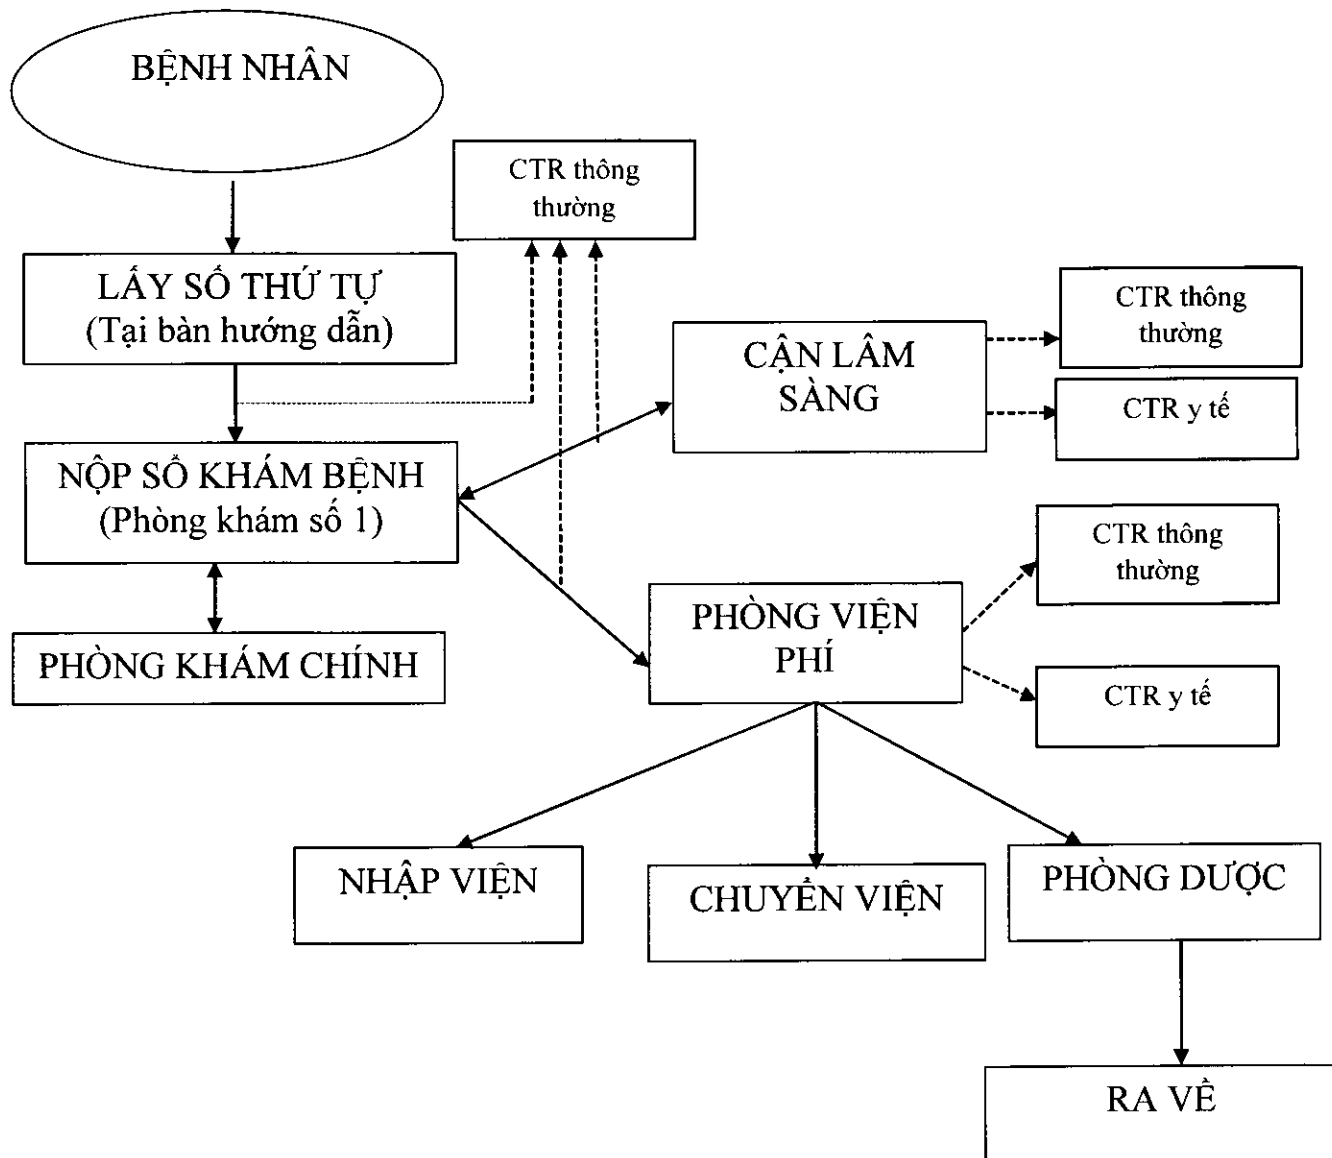 BỆNH NHÂN
CTR thông
thường
LẤY SỐ THỨ TỰ
(Tại bàn hướng dẫn)
CTR thông
thường
CẬN LÂM
SÀNG
CTR y tế
NỘP SỔ KHÁM BỆNH
(Phòng khám số 1)
CTR thông
thường
PHÒNG VIỆN
PHÍ
PHÒNG KHÁM CHÍNH
CTR y tế
NHẬP VIỆN
CHUYỂN VIỆN
PHÒNG DƯỢC
RA VỀ